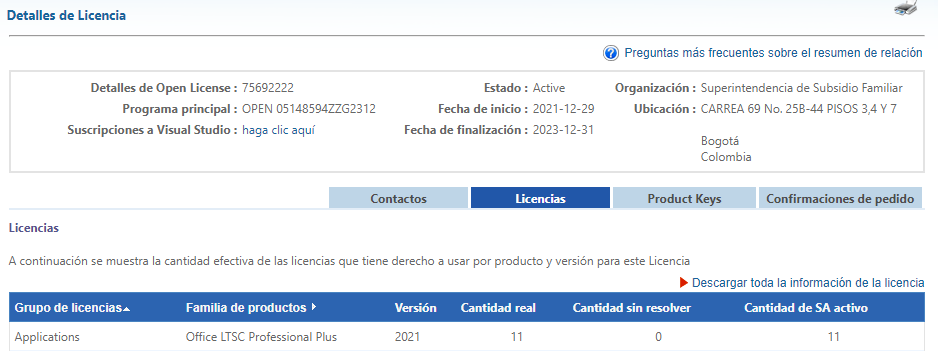 Detalles de Licencia
Preguntas más frecuentes sobre el resumen de relación
Detalles de Open License : 75692222 Estado : Active Organización : Superintendencia de Subsidio Familiar
Programa principal : OPEN 05148594ZZG2312 Fecha de inicio : 2021-12-29 Ubicación : CARREA 69 No. 25B-44 PISOS 3,4 Y 7
Suscripciones a Visual Studio : haga clic aquí Fecha de finalización : 2023-12-31
Bogotá
Colombia
Contactos Licencias Product Keys Confirmaciones de pedido
Licencias
A continuación se muestra la cantidad efectiva de las licencias que tiene derecho a usar por producto y versión para este Licencia
Descargar toda la información de la licencia
Grupo de licencias Familia de productos Versión Cantidad real Cantidad sin resolver Cantidad de SA activo
Applications Office LTSC Professional Plus 2021 11 0 11